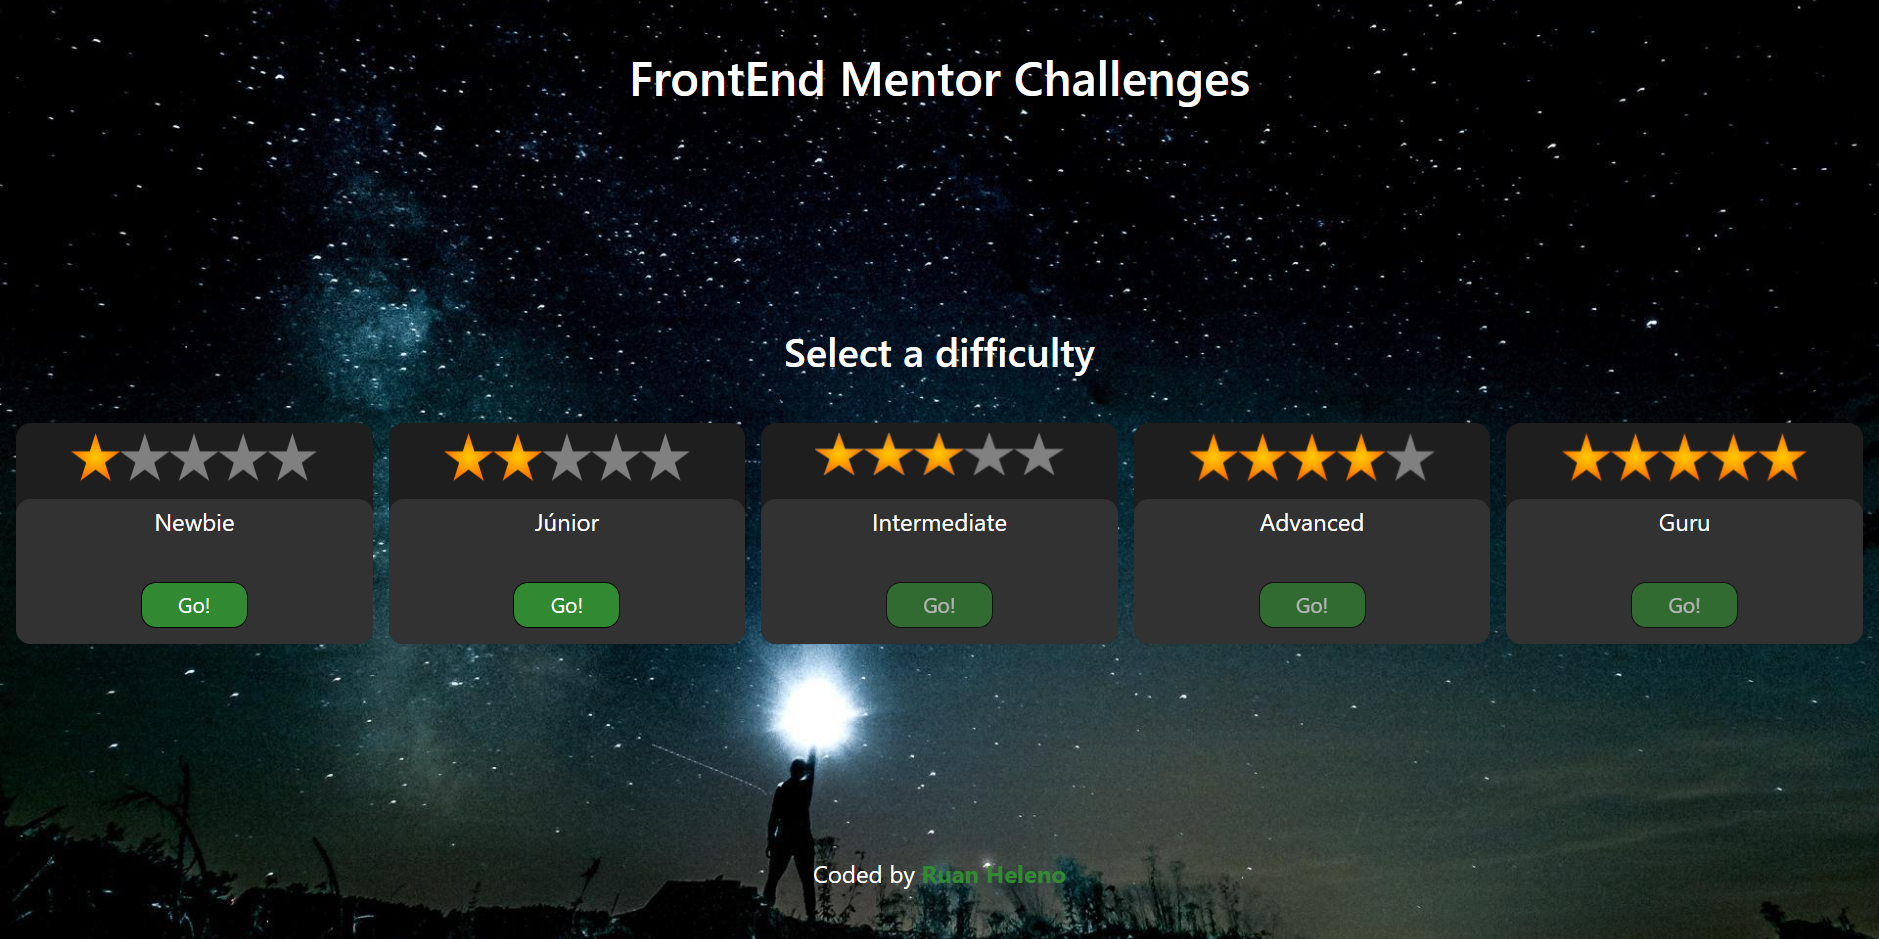 FrontEnd Mentor Challenges
Select a difficulty
Newbie
Go!
Júnior
Go!
Intermediate
Go!
Advanced
Go!
Guru
Go!
Coded by Ruan Heleno